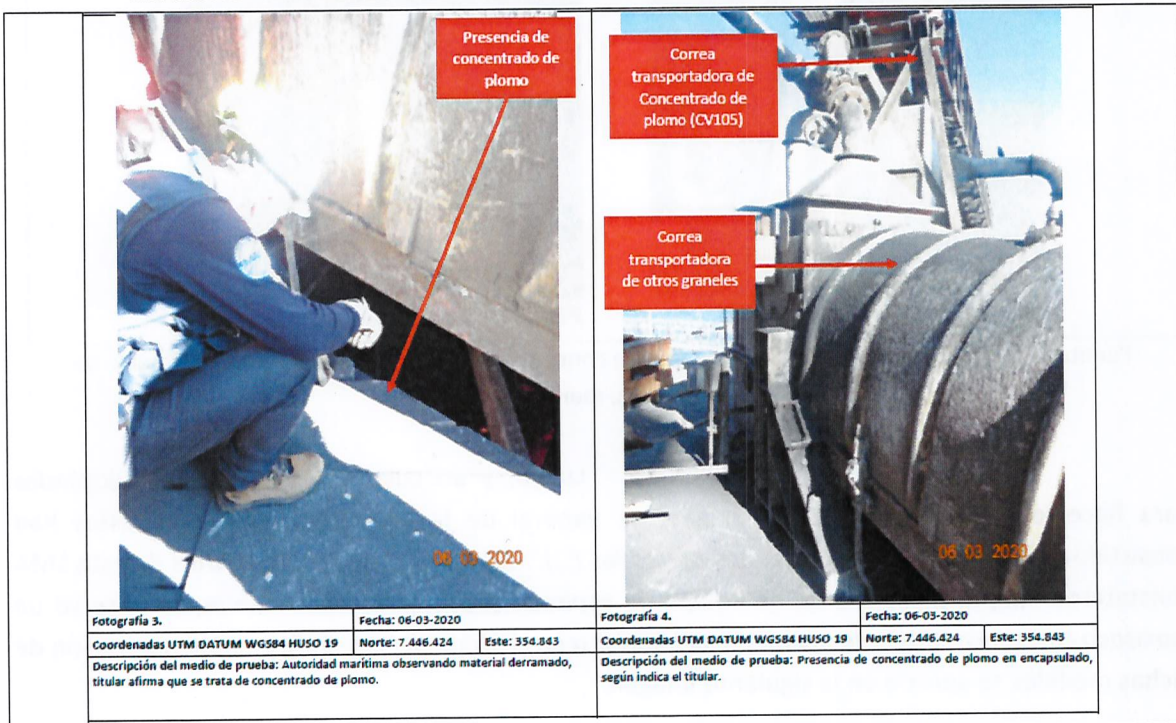 Presencia de
concentrado de
plomo
06 03 2020
Correa
transportadora de
Concentrado de
plomo (CV105)
Correa
transportadora
de otros graneles
06 03 2020
Fotografía 3.
Fecha: 06-03-2020
Coordenadas UTM DATUM WGS84 HUSO 19
Norte: 7.446.424
Este: 354.843
Descripción del medio de prueba: Autoridad marítima observando material derramado,
titular afirma que se trata de concentrado de plomo.
Fotografía 4.
Fecha: 06-03-2020
Coordenadas UTM DATUM WGS84 HUSO 19
Norte: 7.446.424
Este: 354.843
Descripción del medio de prueba: Presencia de concentrado de plomo en encapsulado,
según indica el titular.